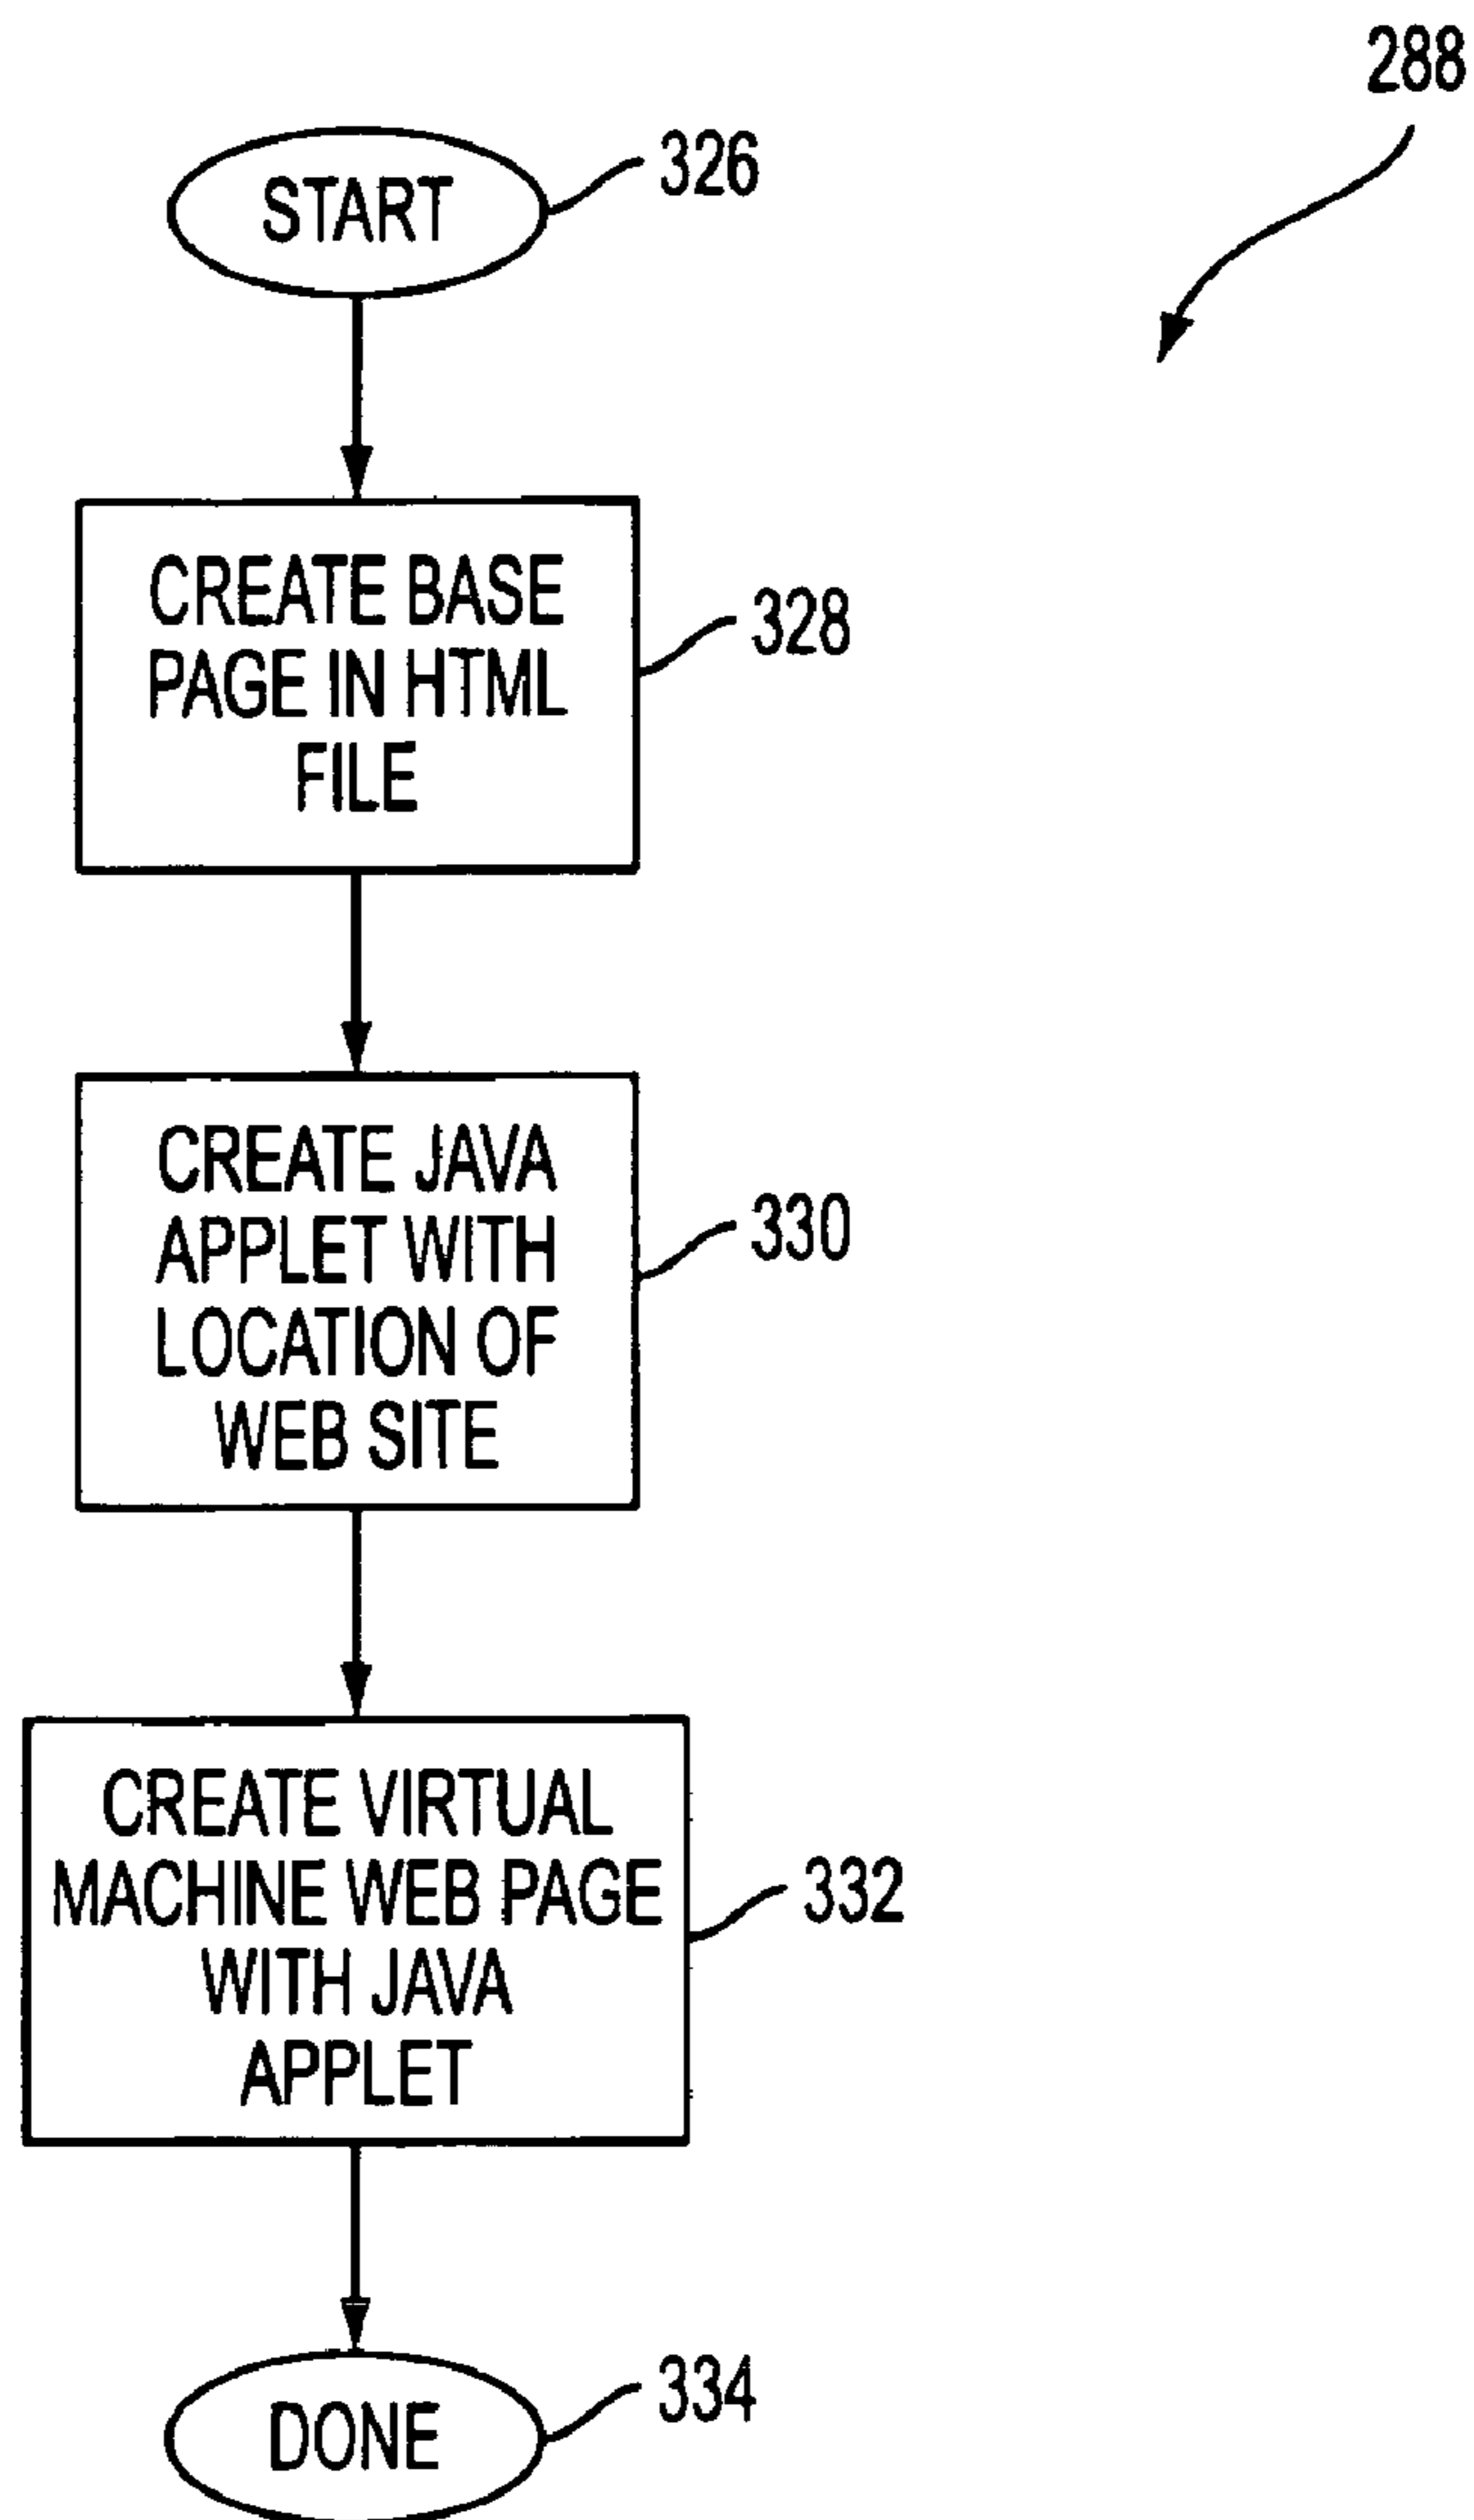 288
START
326
CREATE BASE
PAGE IN HTML
FILE
328
CREATE JAVA
APPLET WITH
LOCATION OF
WEB SITE
330
CREATE VIRTUAL
MACHINE WEB PAGE
WITH JAVA
APPLET
332
DONE
334